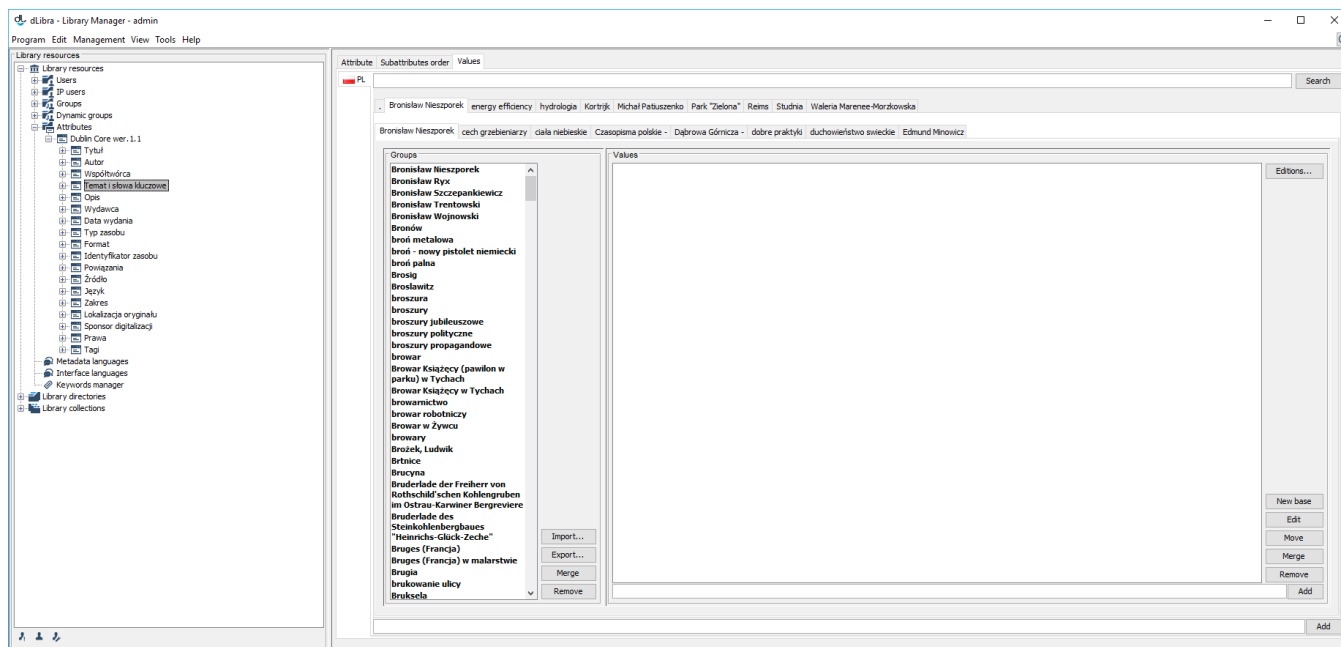 dLibra - Library Manager - admin
Program Edit Management View Tools Help
Library resources
Library resources
Users
IP users
Groups
Dynamic groups
Attributes
Dublin Core wer. 1.1
Tytuł
Autor
Współtwórca
Temat i słowa kluczowe
Opis
Wydawca
Data wydania
Typ zasobu
Format
Identyfikator zasobu
Powiązania
Źródło
Język
Zakres
Lokalizacja oryginału
Sponsor digitalizacji
Prawa
Tagi
Metadata languages
Interface languages
Keywords manager
Library directories
Library collections
Attribute Subattributes order Values
PL Search
. Bronisław Nieszporek energy efficiency hydrologia Kortrijk Michał Patiuszenko Park "Zielona" Reims Studnia Waleria Marenee-Morzkowska
Bronisław Nieszporek cech grzebieniarzy ciała niebieskie Czasopisma polskie - Dąbrowa Górnicza - dobre praktyki duchowieństwo swieckie Edmund Minowicz
Groups
Bronisław Nieszporek
Bronisław Ryx
Bronisław Szczepankiewicz
Bronisław Trentowski
Bronisław Wojnowski
Bronów
broń metalowa
broń - nowy pistolet niemiecki
broń palna
Brosig
Broslawitz
broszura
broszury
broszury jubileuszowe
broszury polityczne
broszury propagandowe
browar
Browar Książęcy (pawilon w
parku) w Tychach
Browar Książęcy w Tychach
browarnictwo
browar robotniczy
Browar w Żywcu
browary
Brożek, Ludwik
Brtnice
Brucyna
Bruderlade der Freiherr von
Rothschild'schen Kohlengruben
im Ostrau-Karwiner Bergreviere
Bruderlade des
Steinkohlenbergbaues
"Heinrichs-Glück-Zeche"
Bruges (Francja)
Bruges (Francja) w malarstwie
Brugia
brukowanie ulicy
Bruksela
Import...
Export...
Merge
Remove
Values
Editions...
New base
Edit
Move
Merge
Remove
Add
Add